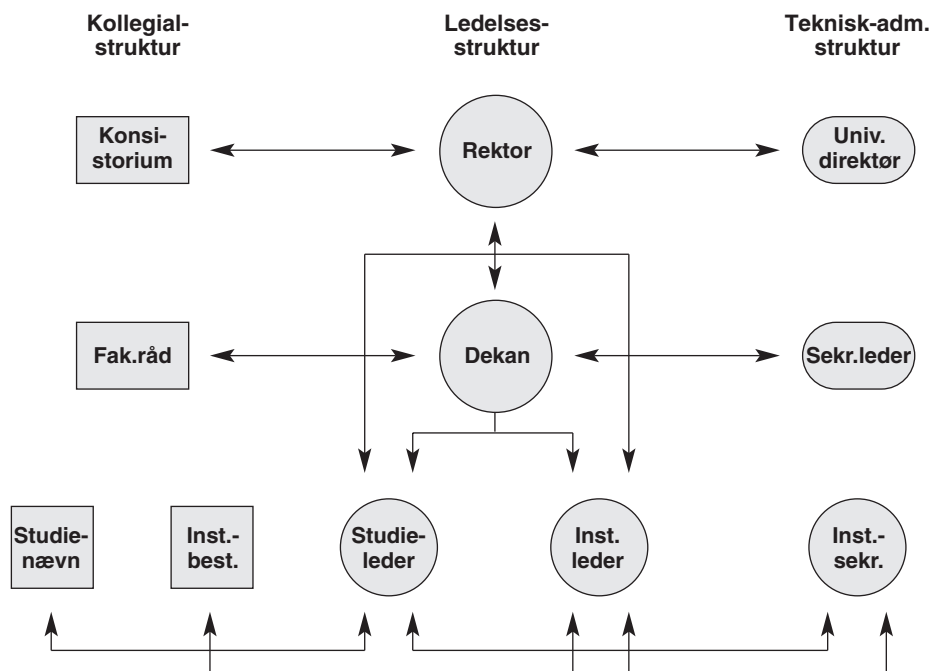 Kollegial-
struktur
Ledelses-
struktur
Teknisk-adm.
struktur
Konsi-
storium
Rektor
Univ.
direktør
Fak.råd
Dekan
Sekr.leder
Studie-
nævn
Inst.-
best.
Studie-
leder
Inst.
leder
Inst.-
sekr.